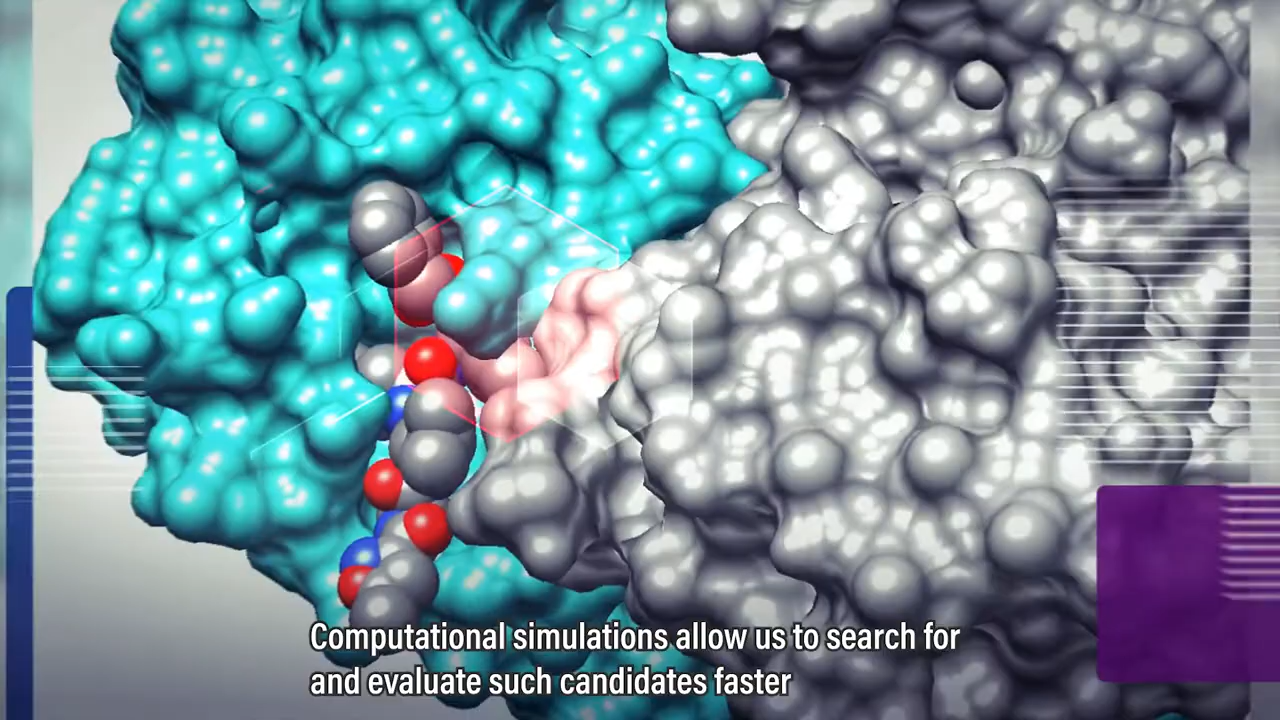 Computational simulations allow us to search for
and evaluate such candidates faster